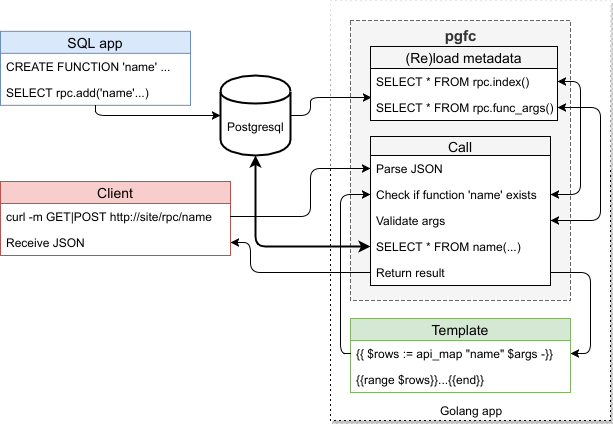 SQL app
CREATE FUNCTION 'name' ...
SELECT rpc.add('name'...)
Postgresql
Client
curl -m GET|POST http://site/rpc/name
Receive JSON
pgfc
(Re)load metadata
SELECT * FROM rpc.index()
SELECT * FROM rpc.func_args()
Call
Parse JSON
Check if function 'name' exists
Validate args
SELECT * FROM name(...)
Return result
Template
{{ $rows := api_map "name" $args -}}
{{range $rows}}...{{end}}
Golang app